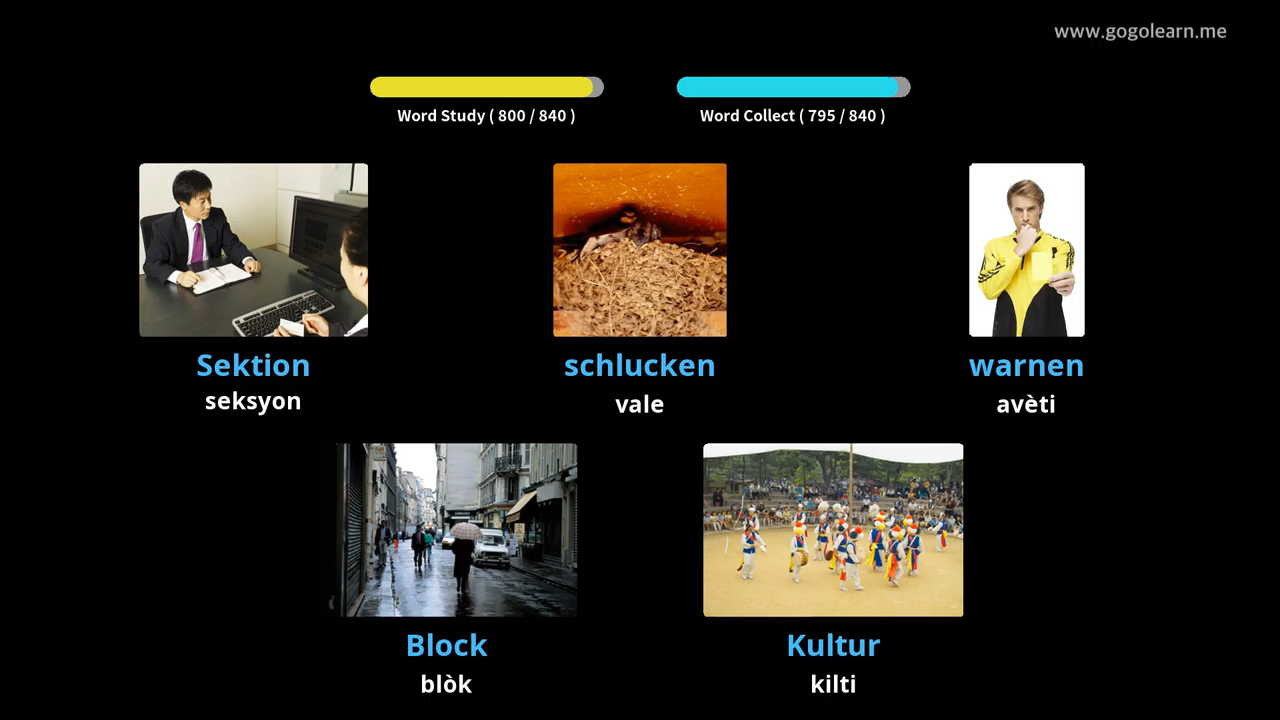 www.gogolearn.me
Word Study ( 800 / 840 )
Word Collect ( 795 / 840 )
Sektion
seksyon
schlucken
vale
warnen
avèti
Block
blòk
Kultur
kilti